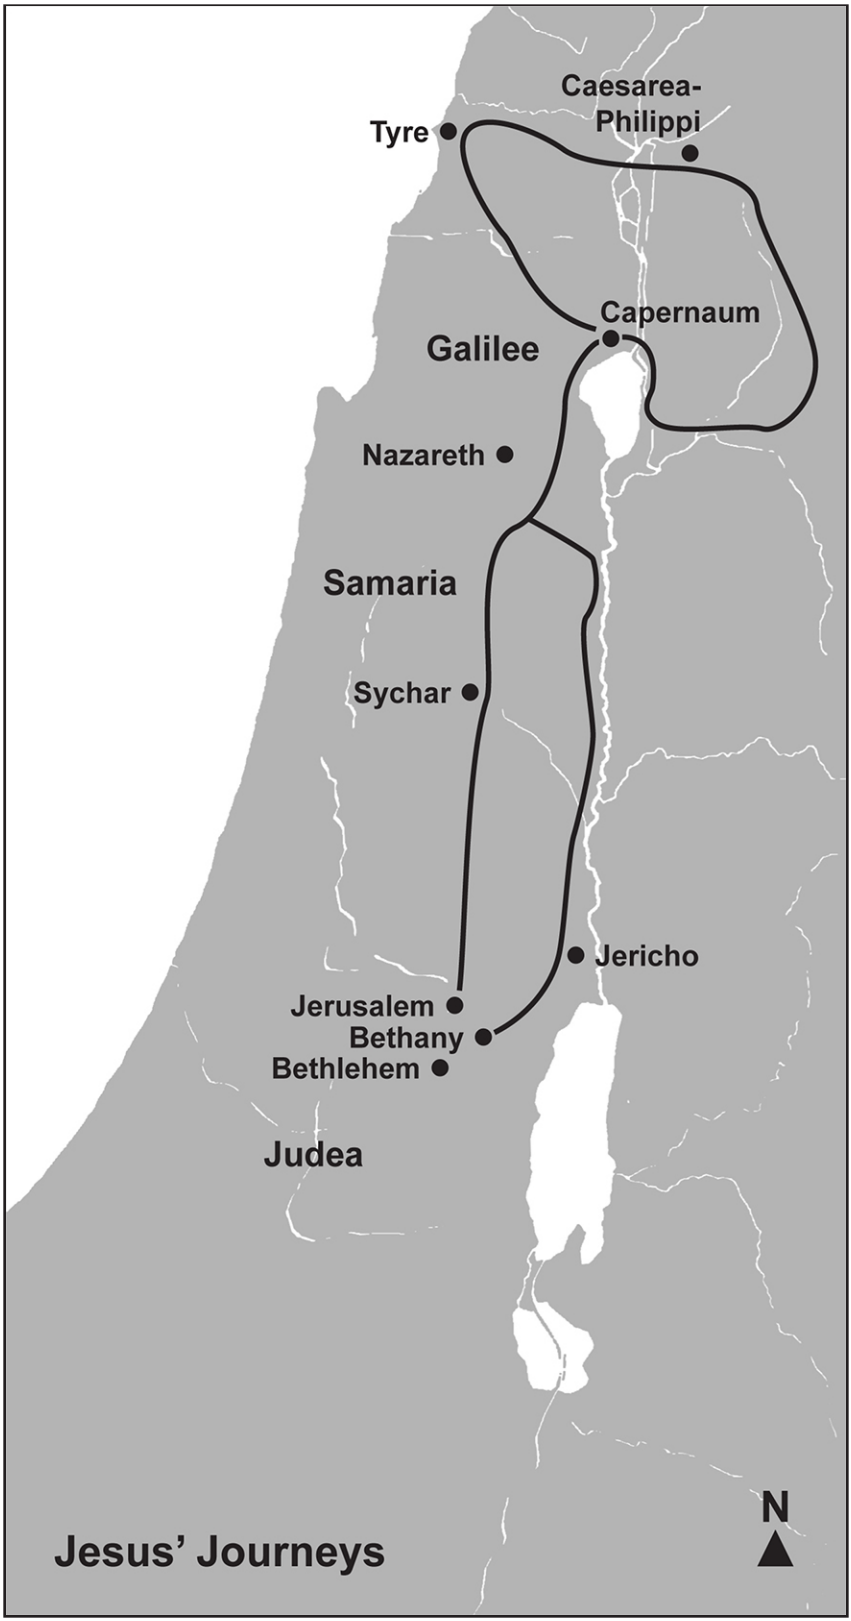 Caesarea-
Philippi
Tyre
Capernaum
Galilee
Nazareth
Samaria
Sychar
Jericho
Jerusalem
Bethany
Bethlehem
Judea
N
Jesus’ Journeys